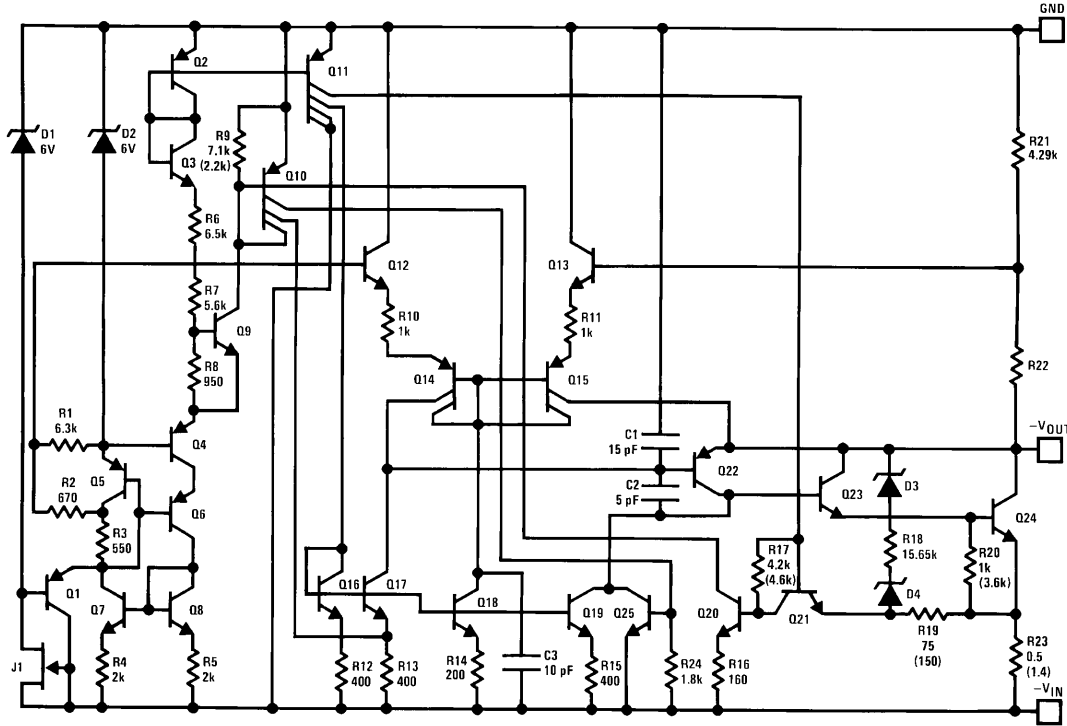 GND
Q2
Q11
D1
6V
D2
6V
R9
7.1k
(2.2k)
R21
4.29k
Q3
Q10
R6
6.5k
Q12
Q13
R7
5.6k
Q9
R10
1k
R11
1k
R8
950
R22
Q14
Q15
R1
6.3k
Q4
C1
15 pF
-VOUT
Q5
Q22
R2
670
Q6
C2
5 pF
Q23
D3
Q24
R3
550
R18
15.65k
R20
1k
(3.6k)
R17
4.2k
(4.6k)
Q1
Q7
Q8
Q16
Q17
Q18
Q19
Q25
Q20
Q21
D4
R19
75
(150)
J1
R4
2k
R5
2k
R12
400
R13
400
R14
200
C3
10 pF
R15
400
R24
1.8k
R16
160
R23
0.5
(1.4)
-VIN